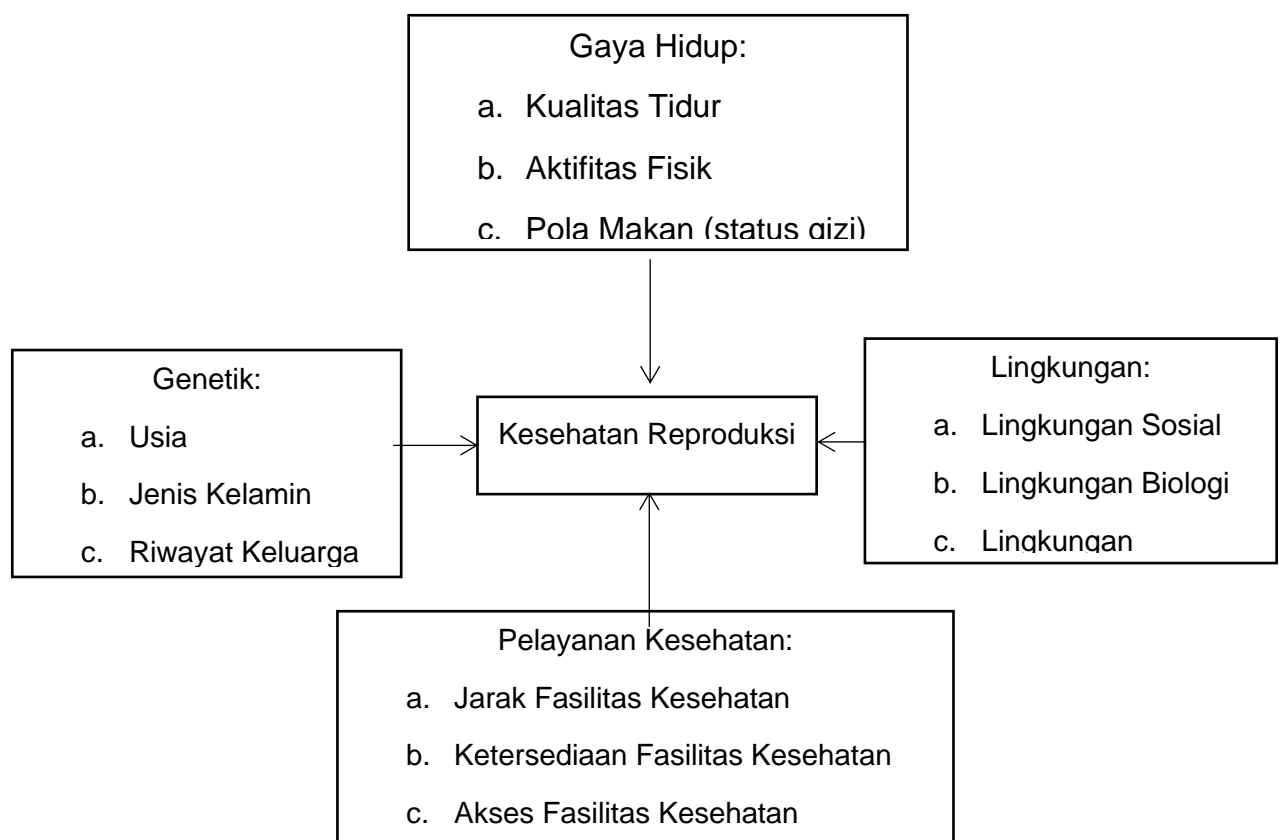 Gaya Hidup:
a. Kualitas Tidur
b. Aktifitas Fisik
c. Pola Makan (status gizi)
Genetik:
a. Usia
b. Jenis Kelamin
c. Riwayat Keluarga
Kesehatan Reproduksi
Lingkungan:
a. Lingkungan Sosial
b. Lingkungan Biologi
c. Lingkungan
Pelayanan Kesehatan:
a. Jarak Fasilitas Kesehatan
b. Ketersediaan Fasilitas Kesehatan
c. Akses Fasilitas Kesehatan